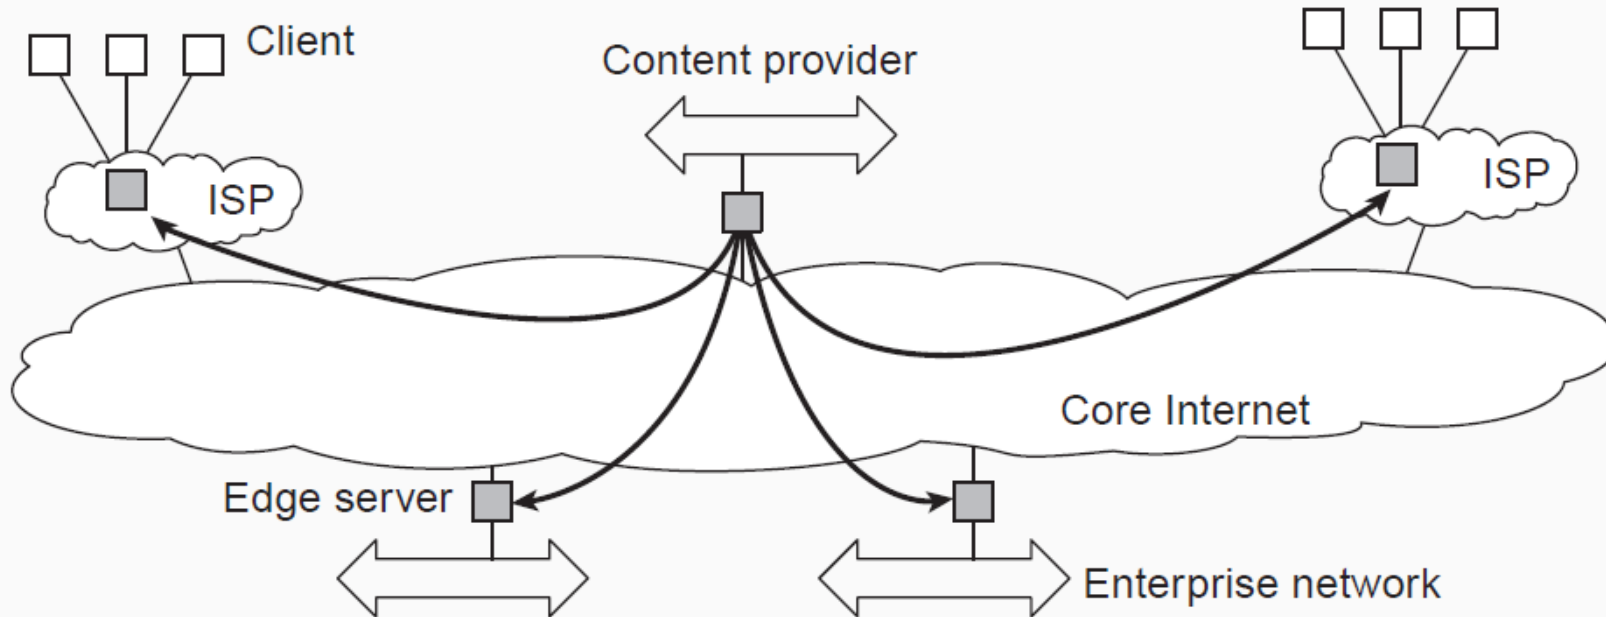 Client
Content provider
ISP
ISP
Core Internet
Edge server
Enterprise network